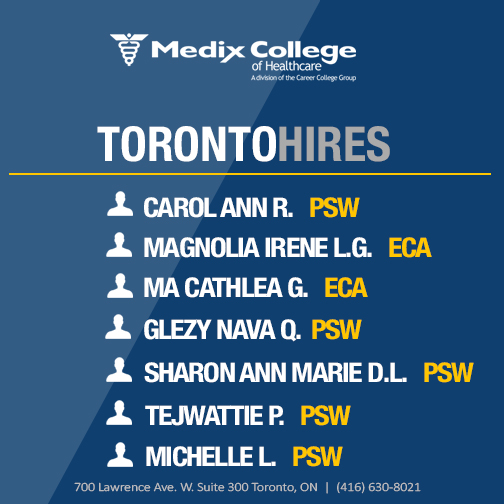 Medix College
of Healthcare
A division of the Career College Group
TORONTOHIRES
CAROL ANN R. PSW
MAGNOLIA IRENE L.G. ECA
MA CATHLEA G. ECA
GLEZY NAVA Q. PSW
SHARON ANN MARIE D.L. PSW
TEJWATTIE P. PSW
MICHELLE L. PSW
700 Lawrence Ave. W. Suite 300 Toronto, ON | (416) 630-8021